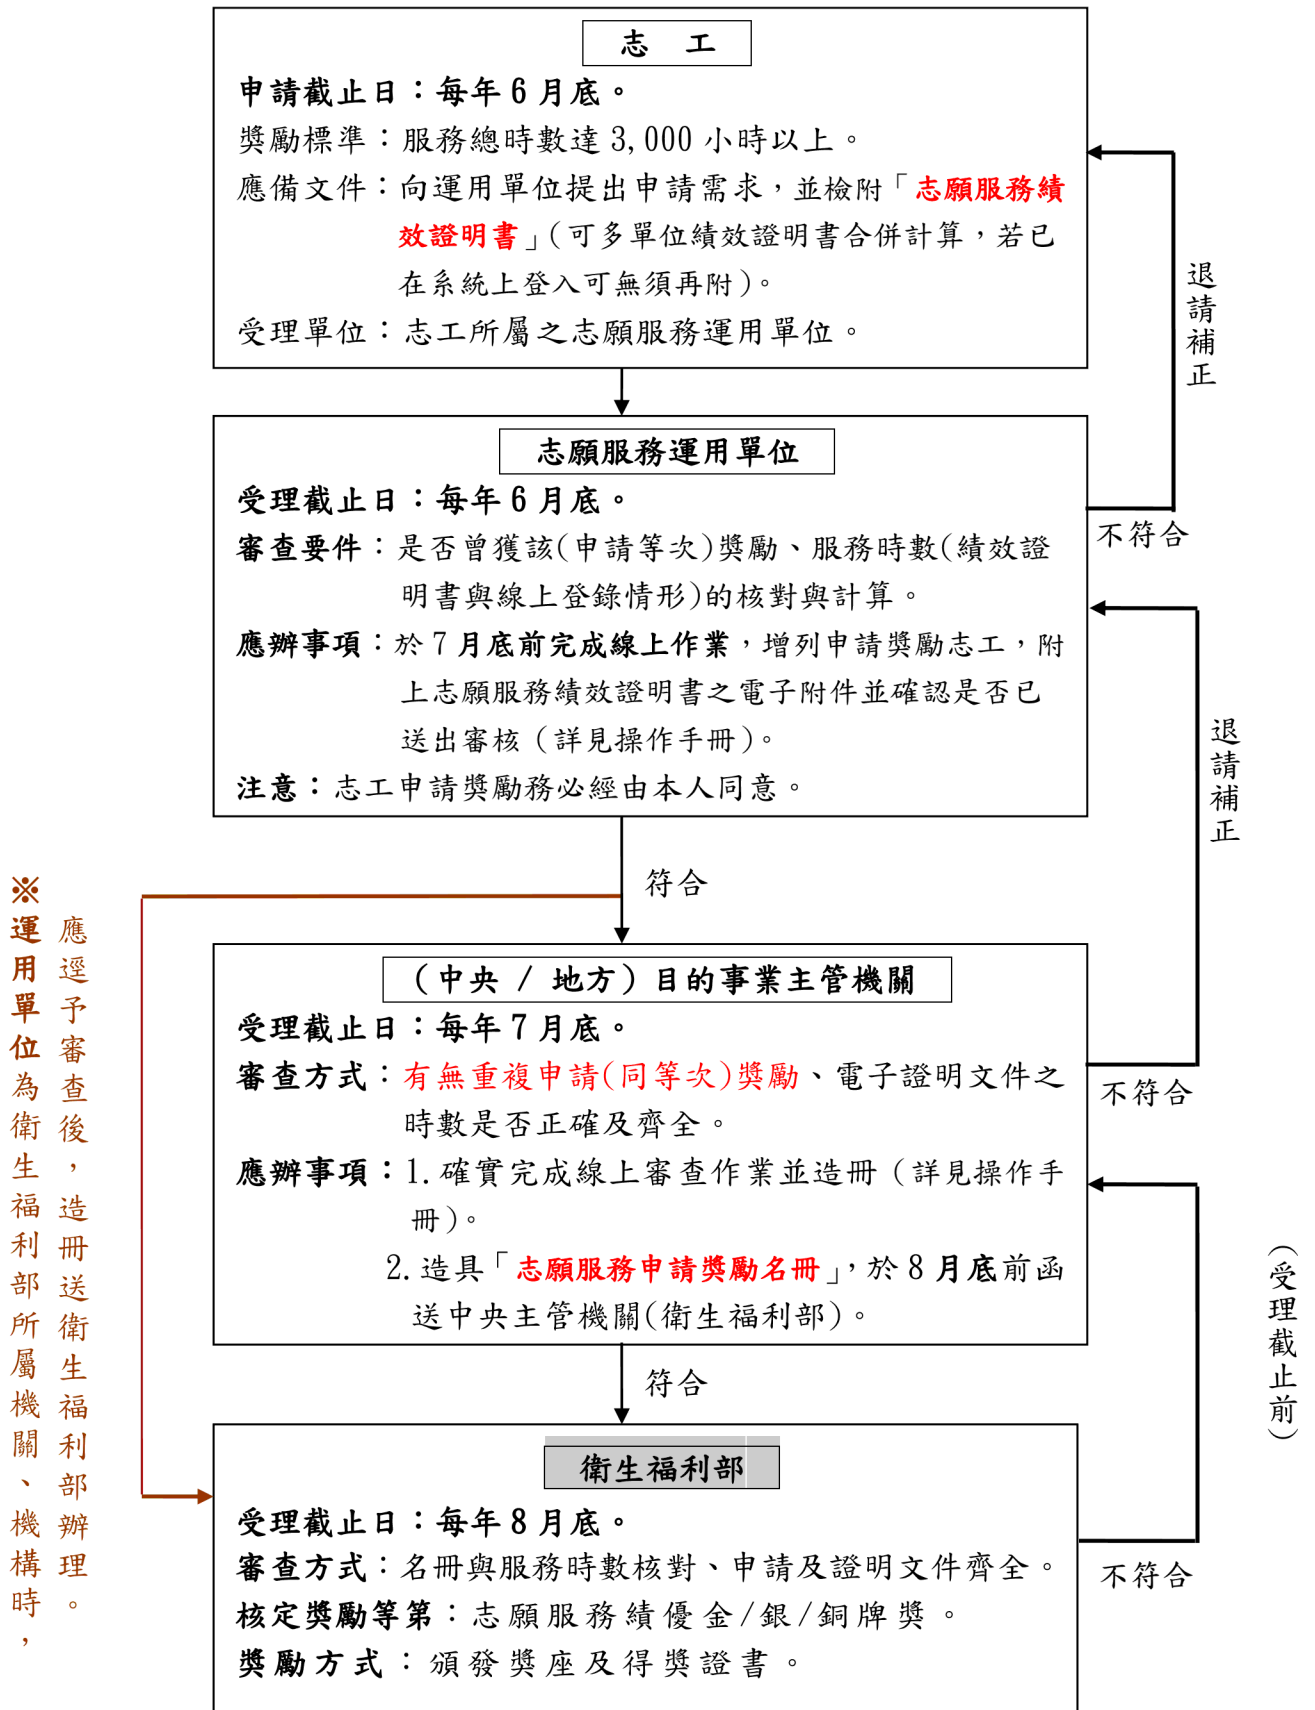 志　工
申請截止日：每年6月底。
獎勵標準：服務總時數達3,000小時以上。
應備文件：向運用單位提出申請需求，並檢附「志願服務績
效證明書」(可多單位績效證明書合併計算，若已
在系統上登入可無須再附)。
受理單位：志工所屬之志願服務運用單位。
退請補正
志願服務運用單位
受理截止日：每年6月底。
審查要件：是否曾獲該(申請等次)獎勵、服務時數(績效證
明書與線上登錄情形)的核對與計算。
應辦事項：於7月底前完成線上作業，增列申請獎勵志工，附
上志願服務績效證明書之電子附件並確認是否已
送出審核（詳見操作手冊)。
注意：志工申請獎勵務必經由本人同意。
不符合
退請補正
符合
※運用單位為衛生福利部所屬機關、機構時，
應逕予審查後，造冊送衛生福利部辦理。
（中央 / 地方）目的事業主管機關
受理截止日：每年7月底。
審查方式：有無重複申請(同等次)獎勵、電子證明文件之
時數是否正確及齊全。
應辦事項：1.確實完成線上審查作業並造冊（詳見操作手
冊)。
2.造具「志願服務申請獎勵名冊」，於8月底前函
送中央主管機關(衛生福利部)。
不符合
（受理截止前）
符合
衛生福利部
受理截止日：每年8月底。
審查方式：名冊與服務時數核對、申請及證明文件齊全。
核定獎勵等第：志願服務績優金/銀/銅牌獎。
獎勵方式：頒發獎座及得獎證書。
不符合